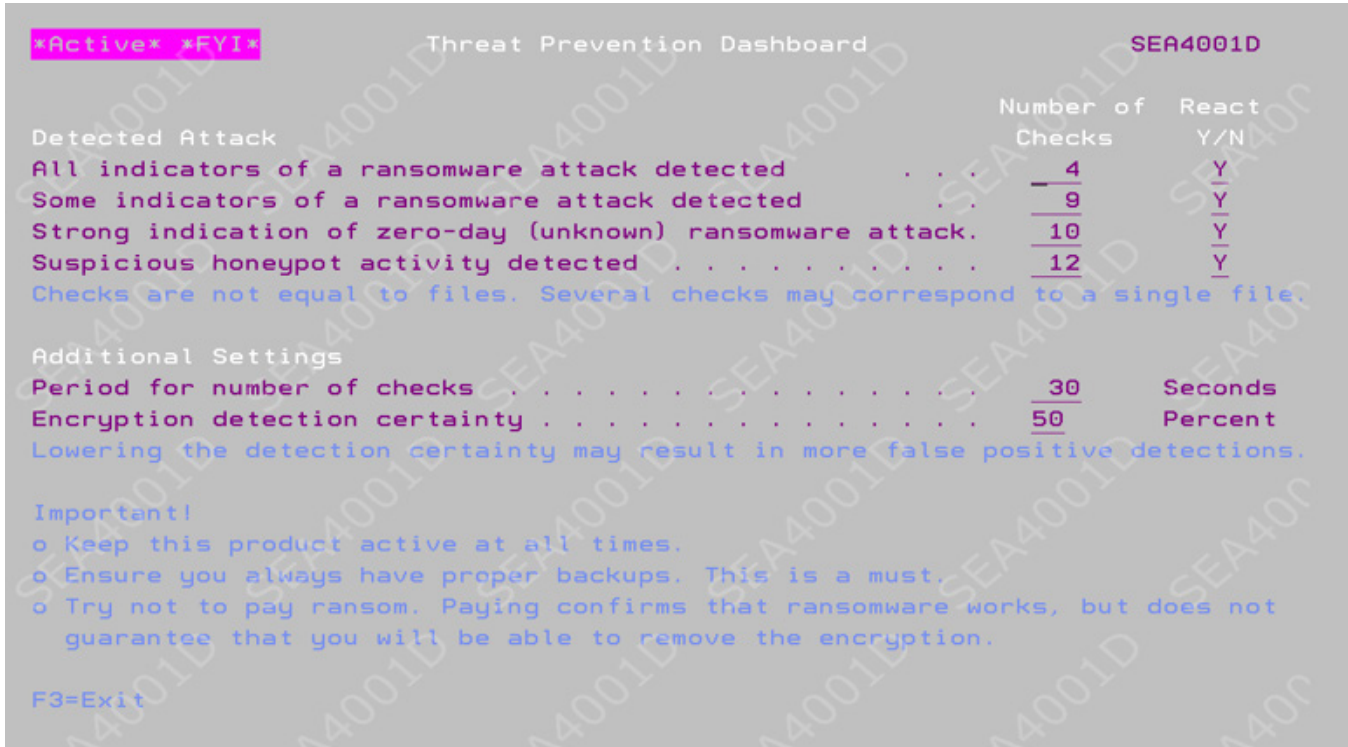 *Active* *FYI* Threat Prevention Dashboard SEA4001D
Number of React
Detected Attack Checks Y/N
All indicators of a ransomware attack detected . . . 4 Y
Some indicators of a ransomware attack detected . . 9 Y
Strong indication of zero-day (unknown) ransomware attack. 10 Y
Suspicious honeypot activity detected . . . . . . . . . . 12 Y
Checks are not equal to files. Several checks may correspond to a single file.
Additional Settings
Period for number of checks . . . . . . . . . . . . . . . 30 Seconds
Encryption detection certainty . . . . . . . . . . . . . . 50 Percent
Lowering the detection certainty may result in more false positive detections.
Important!
o Keep this product active at all times.
o Ensure you always have proper backups. This is a must.
o Try not to pay ransom. Paying confirms that ransomware works, but does not
guarantee that you will be able to remove the encryption.
F3=Exit